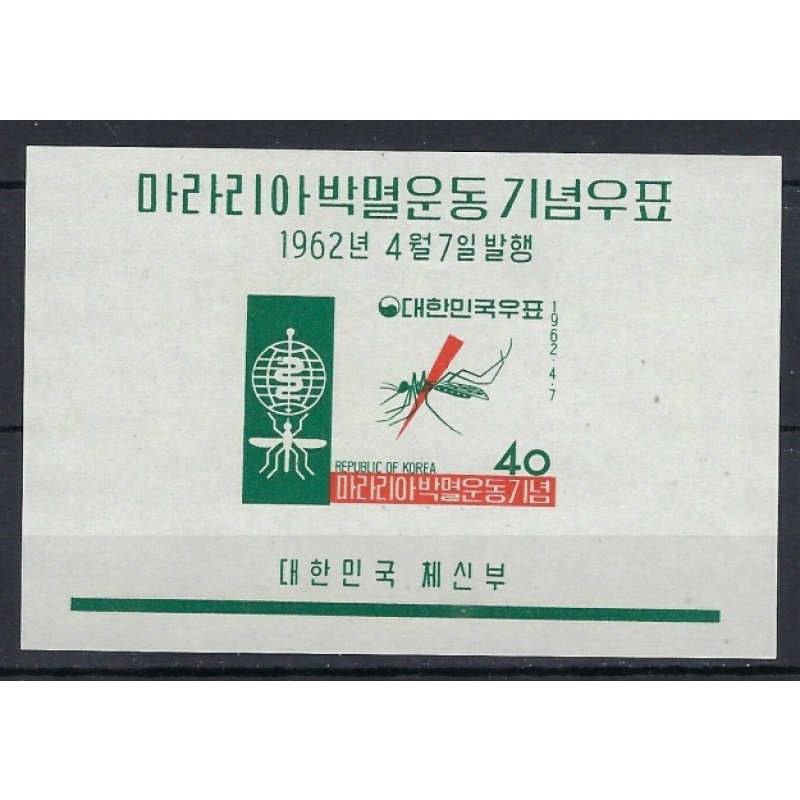 마라리아박멸운동기념우표
1962년 4월7일발행
대한민국우표
1962.4.7
REPUBLIC OF KOREA
40
마라리아박멸운동기념
대한민국 체신부